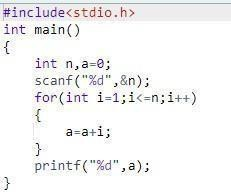 #include<stdio.h>
int main()
{
    int n,a=0;
    scanf("%d",&n);
    for(int i=1;i<=n;i++)
    {
        a=a+i;
    }
    printf("%d",a);
}